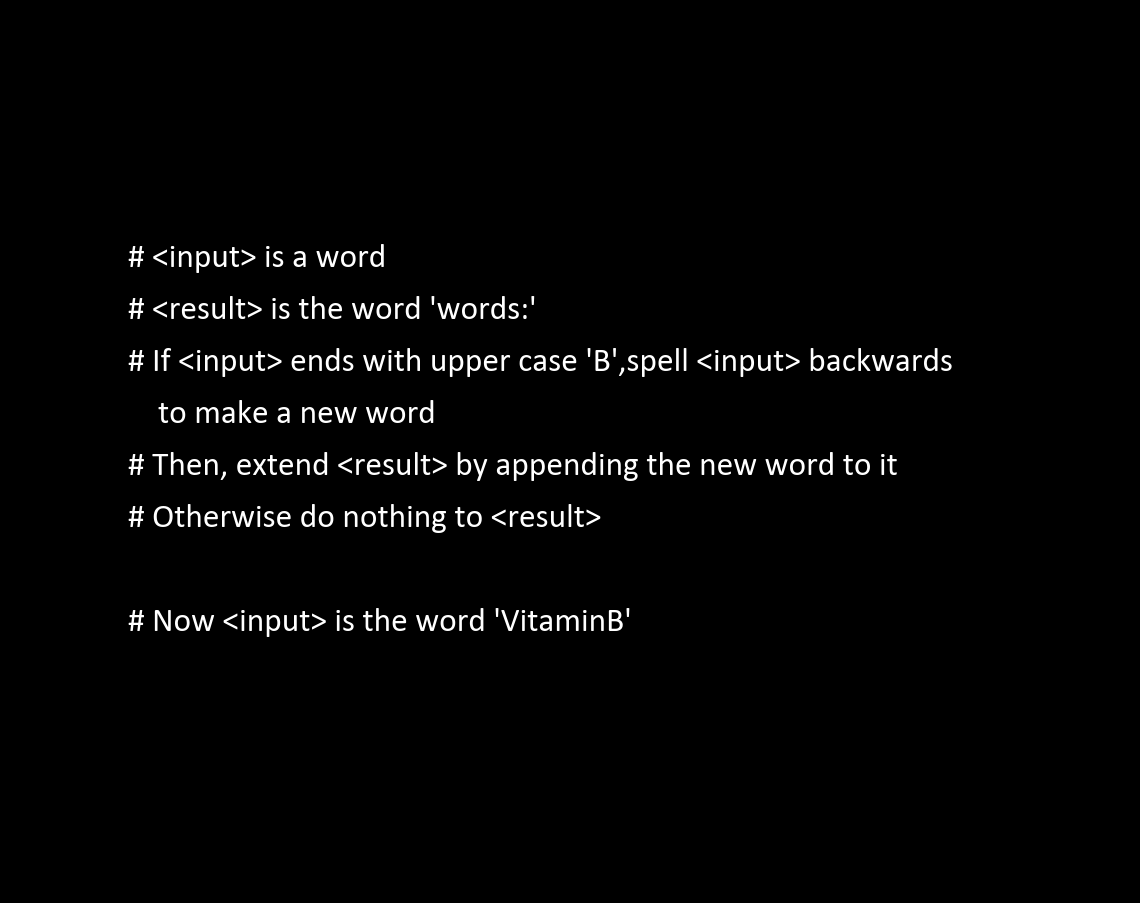 # <input> is a word
# <result> is the word 'words:'
# If <input> ends with upper case 'B',spell <input> backwards
to make a new word
# Then, extend <result> by appending the new word to it
# Otherwise do nothing to <result>
# Now <input> is the word 'VitaminB'